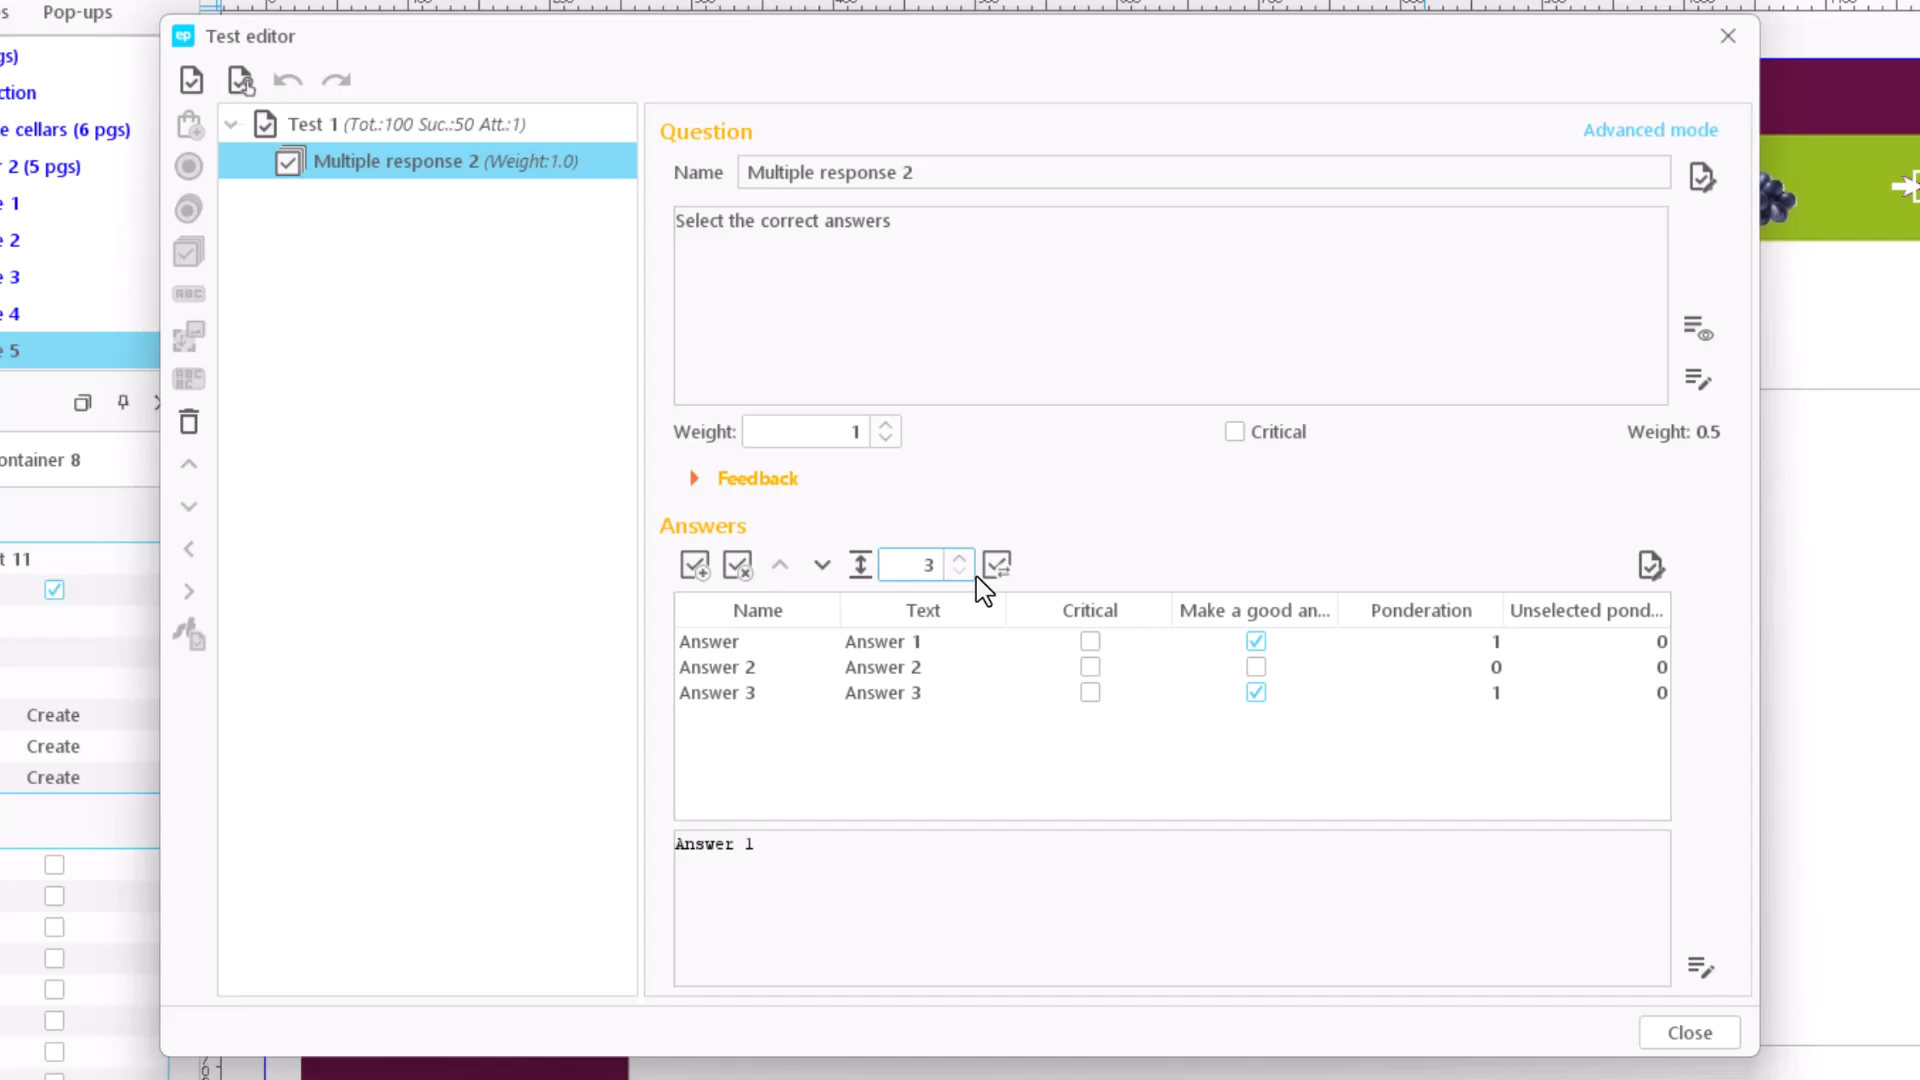 Pop-ups
gs)
ction
e cellars (6 pgs)
r 2 (5 pgs)
e 1
e 2
e 3
e 4
e 5
ontainer 8
t 11
Create
Create
Create
ep Test editor
Test 1 (Tot.:100 Suc.:50 Att.:1)
Multiple response 2 (Weight:1.0)
ABC
Question
Advanced mode
Name Multiple response 2
Select the correct answers
Weight: 1
Critical
Weight: 0.5
Feedback
Answers
3
Name Text Critical Make a good an... Ponderation Unselected pond...
Answer Answer 1 1 0
Answer 2 Answer 2 0 0
Answer 3 Answer 3 1 0
Answer 1
Close